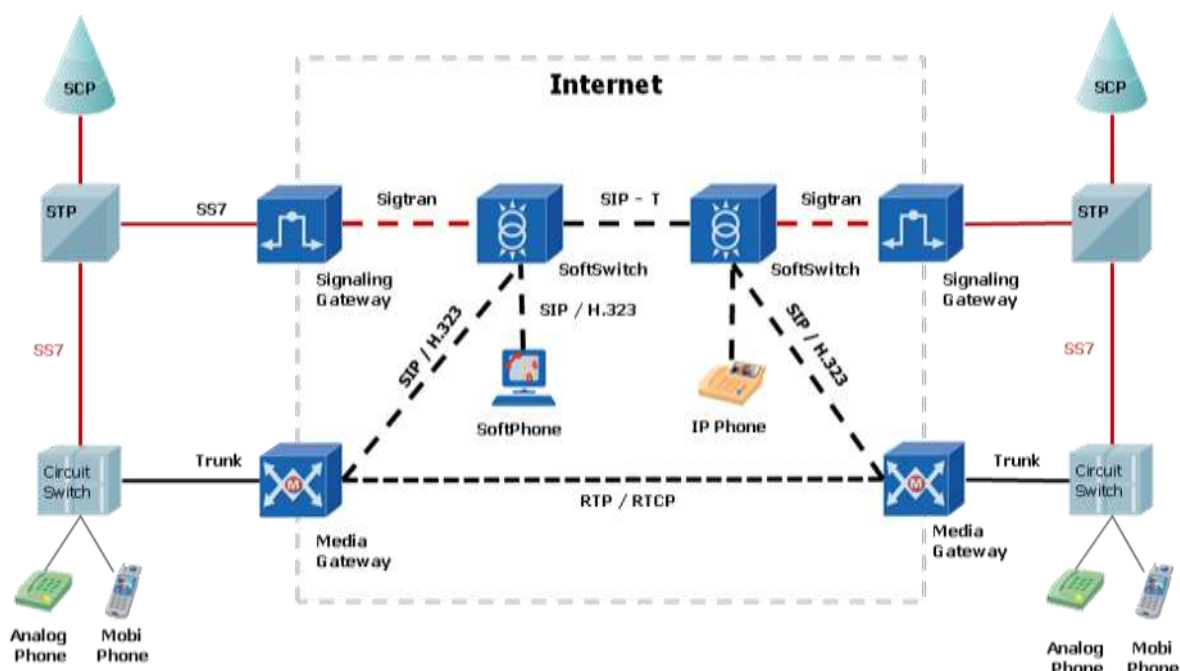 Internet
SCP
SCP
STP
SS7
Sigtran
SIP - T
Sigtran
STP
Signaling
Gateway
SoftSwitch
SoftSwitch
Signaling
Gateway
SIP / H.323
SIP / H.323
SIP / H.323
SS7
SS7
SoftPhone
IP Phone
Circuit
Switch
Trunk
M
RTP / RTCP
M
Trunk
Circuit
Switch
Media
Gateway
Media
Gateway
Analog
Phone
Mobi
Phone
Analog
Phone
Mobi
Phone